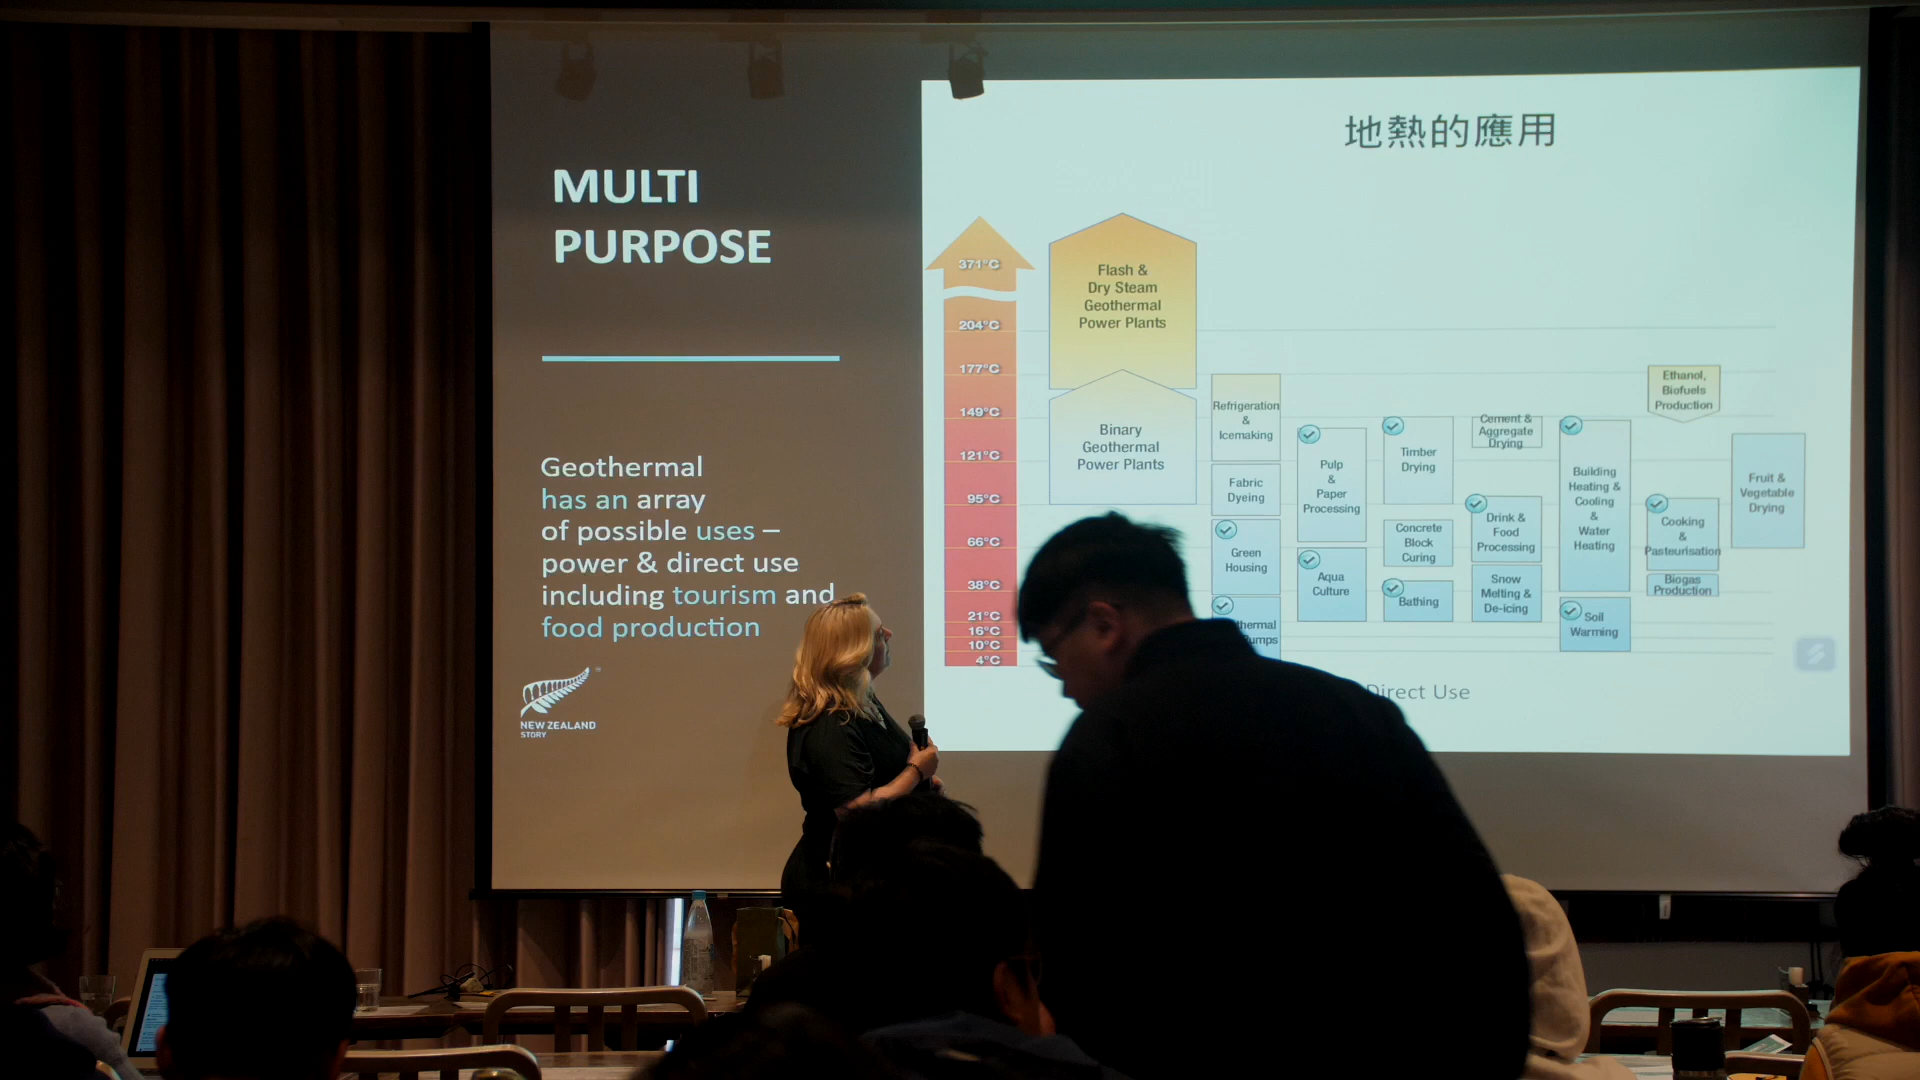 MULTI
PURPOSE
Geothermal
has an array
of possible uses –
power & direct use
including tourism and
food production
NEW ZEALAND
STORY
地熱的應用
371°C
204°C
177°C
149°C
121°C
95°C
66°C
38°C
21°C
16°C
10°C
4°C
Flash &
Dry Steam
Geothermal
Power Plants
Binary
Geothermal
Power Plants
Refrigeration
&
Icemaking
Fabric
Dyeing
Green
Housing
Pulp
&
Paper
Processing
Aqua
Culture
Timber
Drying
Concrete
Block
Curing
Bathing
Cement &
Aggregate
Drying
Drink &
Food
Processing
Snow
Melting &
De-icing
Building
Heating &
Cooling
&
Water
Heating
Soil
Warming
Ethanol,
Biofuels
Production
Cooking
&
Pasteurisation
Biogas
Production
Fruit &
Vegetable
Drying
Direct Use